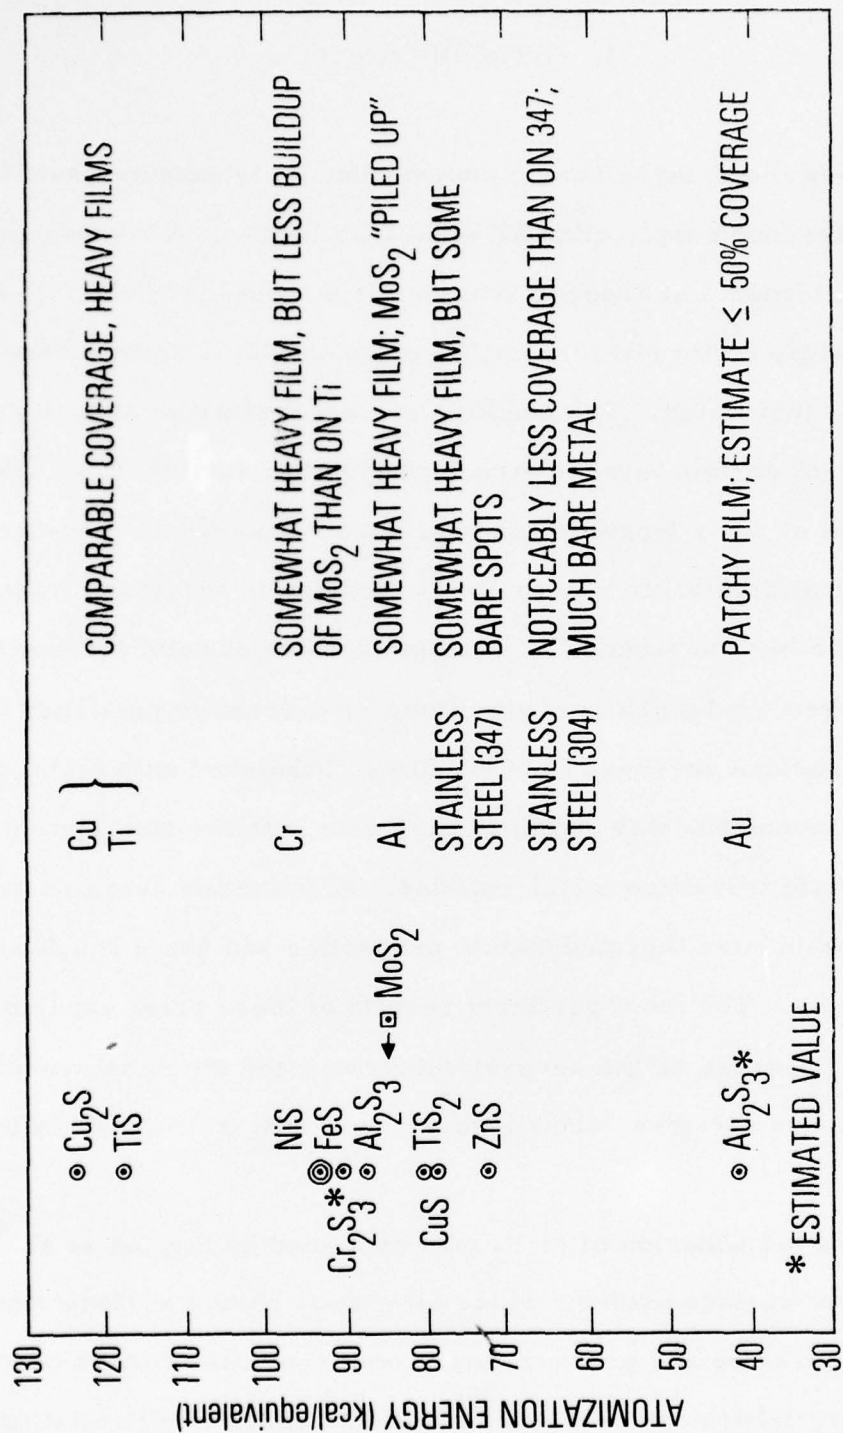 ATOMIZATION ENERGY (kcal/equivalent)
130
120
110
100
90
80
70
60
50
40
30
Cu₂S
TiS
NiS
FeS
Cr₂S₃*
Al₂S₃
MoS₂
CuS
TiS₂
ZnS
Au₂S₃*
* ESTIMATED VALUE
Cu
Ti
} COMPARABLE COVERAGE, HEAVY FILMS
Cr SOMEWHAT HEAVY FILM, BUT LESS BUILDUP
OF MoS₂ THAN ON Ti
Al SOMEWHAT HEAVY FILM; MoS₂ "PILED UP"
STAINLESS SOMEWHAT HEAVY FILM, BUT SOME
STEEL (347) BARE SPOTS
STAINLESS NOTICEABLY LESS COVERAGE THAN ON 347;
STEEL (304) MUCH BARE METAL
Au PATCHY FILM, ESTIMATE ≤ 50% COVERAGE